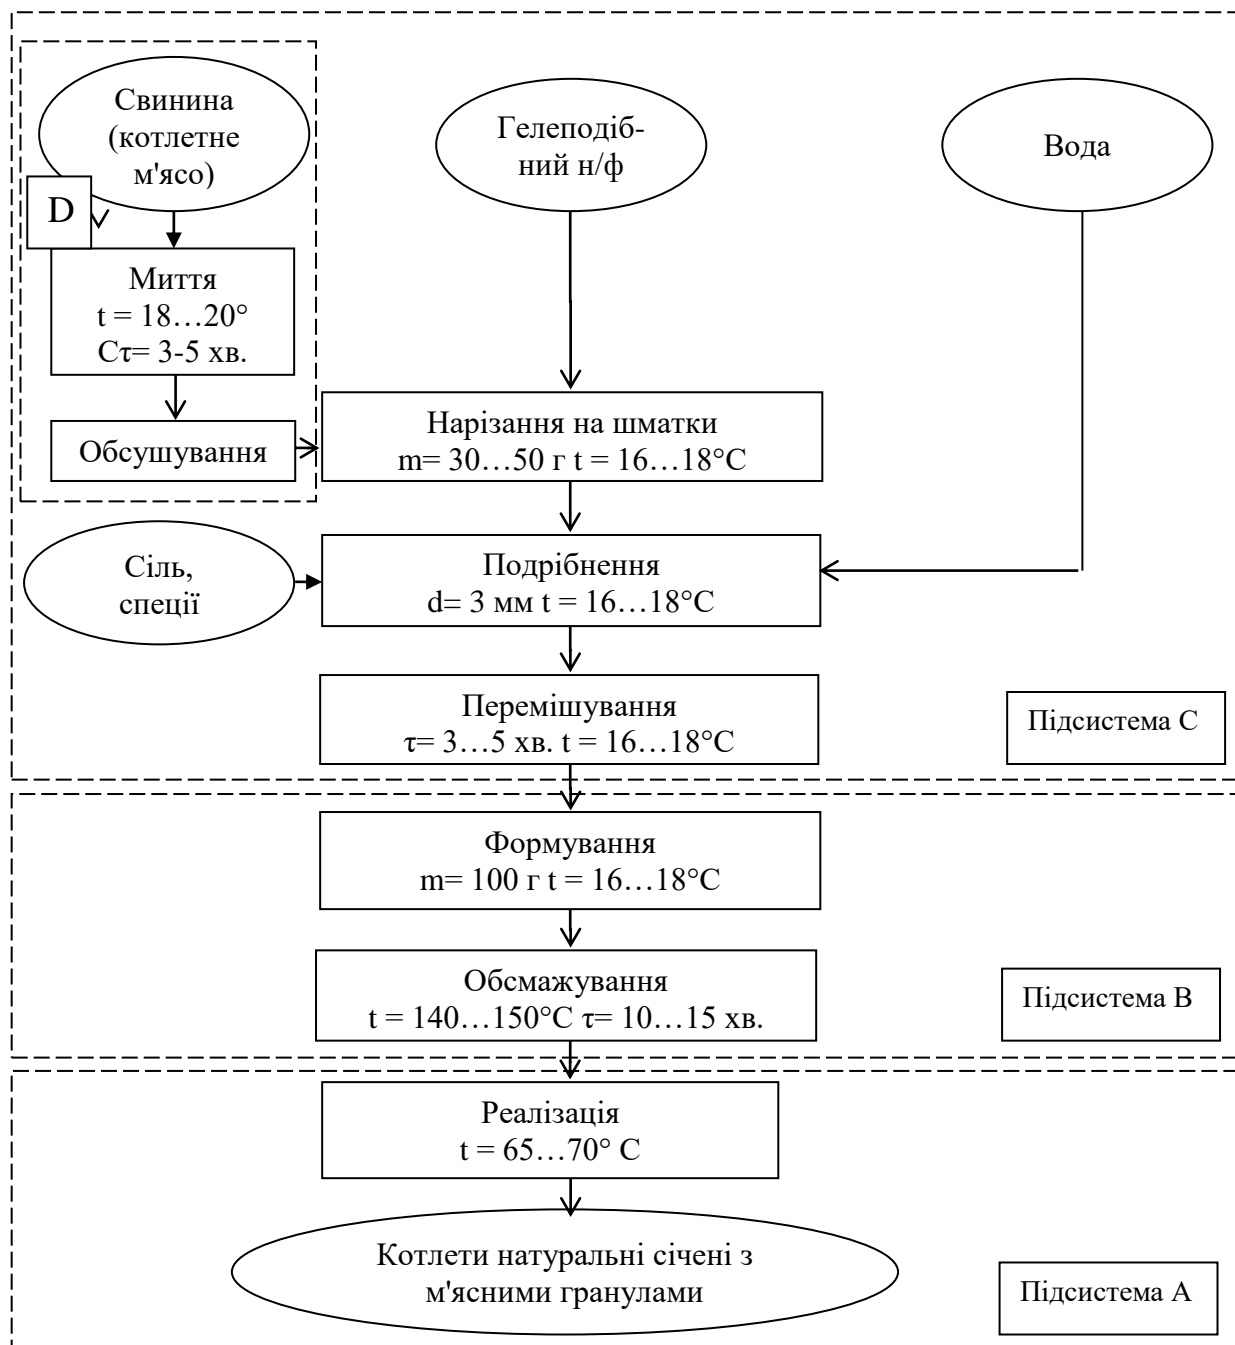 Свинина
(котлетне
м'ясо)
Гелеподіб-
ний н/ф
Вода
D
Миття
t = 18…20°
Cτ= 3-5 хв.
Обсушування
Нарізання на шматки
m= 30…50 г t = 16…18°C
Сіль,
спеції
Подрібнення
d= 3 мм t = 16…18°C
Перемішування
τ= 3…5 хв. t = 16…18°C
Підсистема С
Формування
m= 100 г t = 16…18°C
Обсмажування
t = 140…150°C τ= 10…15 хв.
Підсистема В
Реалізація
t = 65…70° C
Котлети натуральні січені з
м'ясними гранулами
Підсистема А